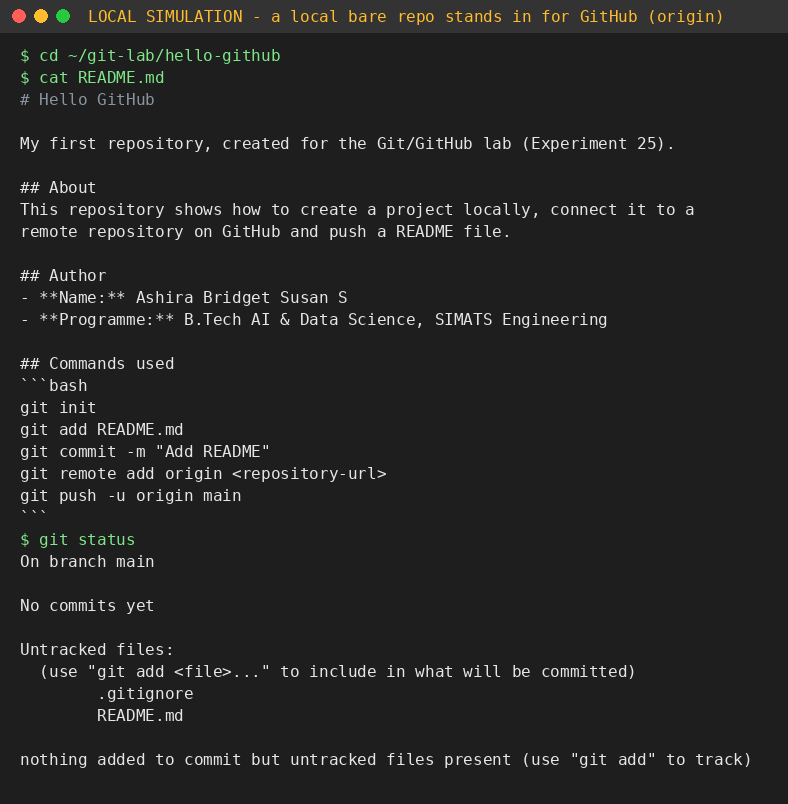 LOCAL SIMULATION - a local bare repo stands in for GitHub (origin)
$ cd ~/git-lab/hello-github
$ cat README.md
# Hello GitHub

My first repository, created for the Git/GitHub lab (Experiment 25).

## About
This repository shows how to create a project locally, connect it to a
remote repository on GitHub and push a README file.

## Author
- **Name:** Ashira Bridget Susan S
- **Programme:** B.Tech AI & Data Science, SIMATS Engineering

## Commands used
```bash
git init
git add README.md
git commit -m "Add README"
git remote add origin <repository-url>
git push -u origin main
```
$ git status
On branch main

No commits yet

Untracked files:
  (use "git add <file>..." to include in what will be committed)
        .gitignore
        README.md

nothing added to commit but untracked files present (use "git add" to track)